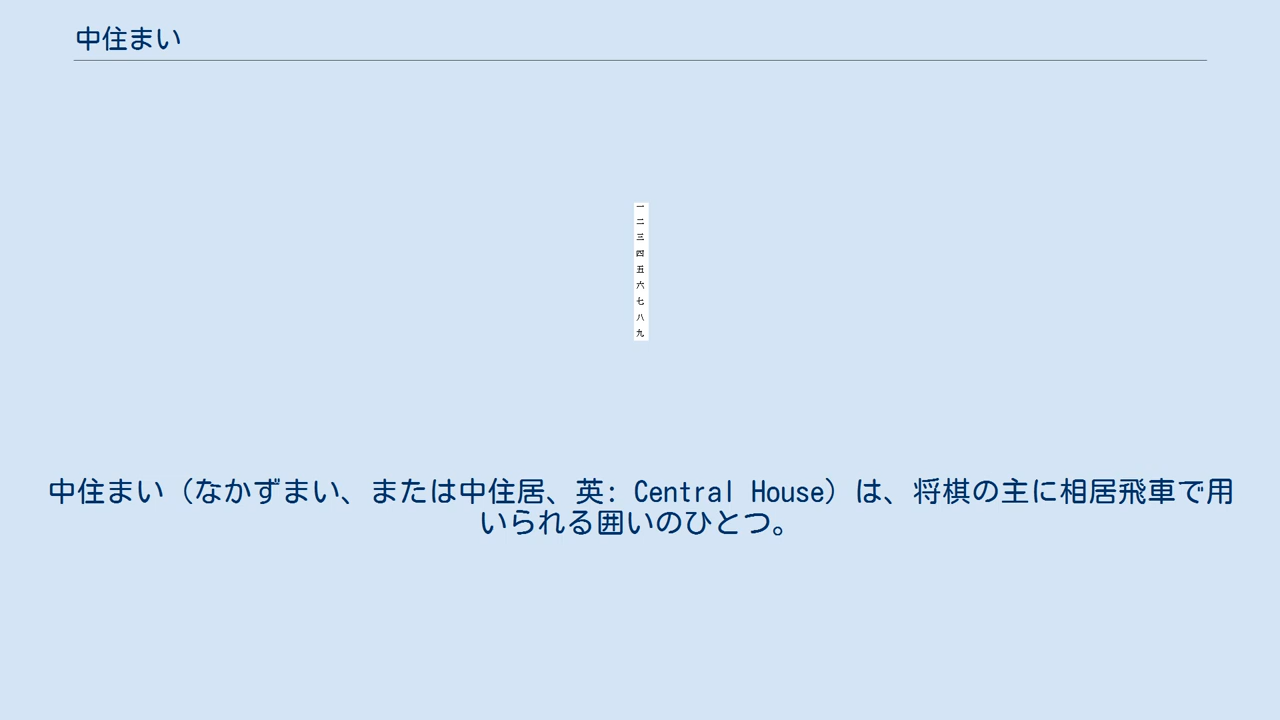 中住まい
一
二
三
四
五
六
七
八
九
中住まい（なかずまい、または中住居、英: Central House）は、将棋の主に相居飛車で用
いられる囲いのひとつ。